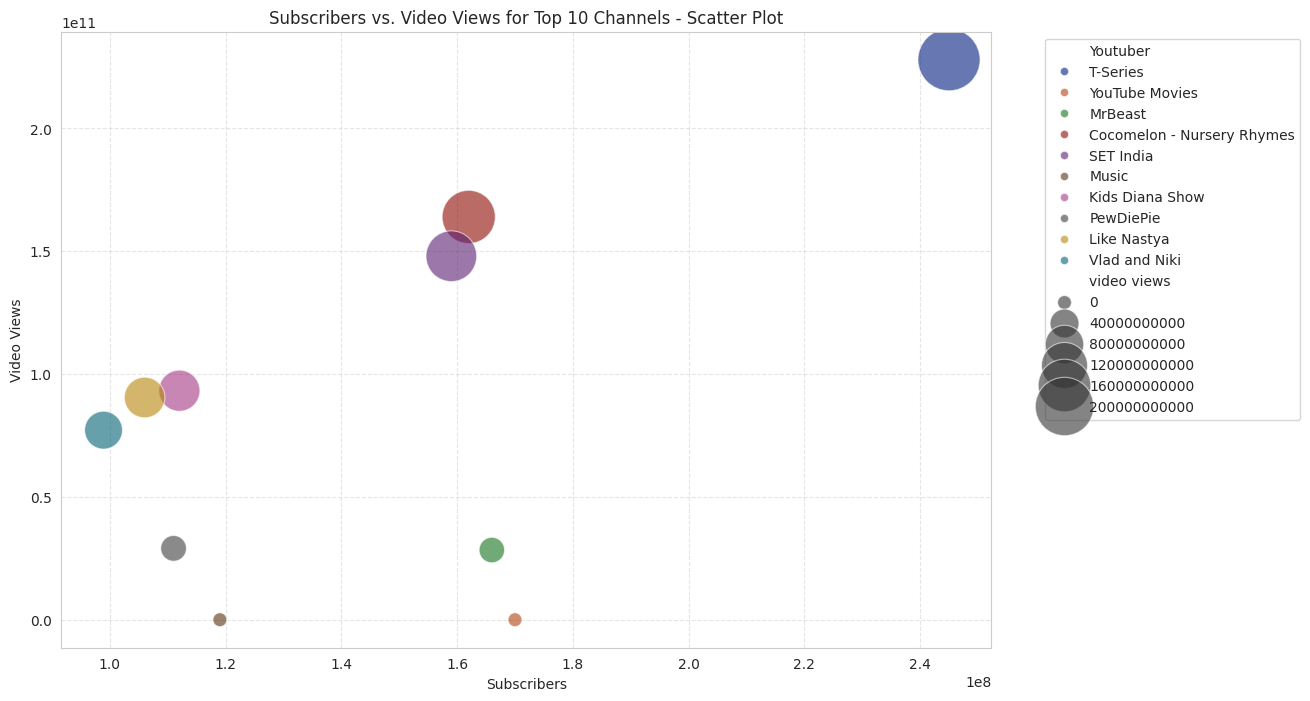 Subscribers vs. Video Views for Top 10 Channels - Scatter Plot
1e11
2.0
1.5
1.0
0.5
0.0
Video Views
1.0
1.2
1.4
1.6
1.8
2.0
2.2
2.4
1e8
Subscribers
Youtuber
T-Series
YouTube Movies
MrBeast
Cocomelon - Nursery Rhymes
SET India
Music
Kids Diana Show
PewDiePie
Like Nastya
Vlad and Niki
video views
0
40000000000
80000000000
120000000000
160000000000
200000000000